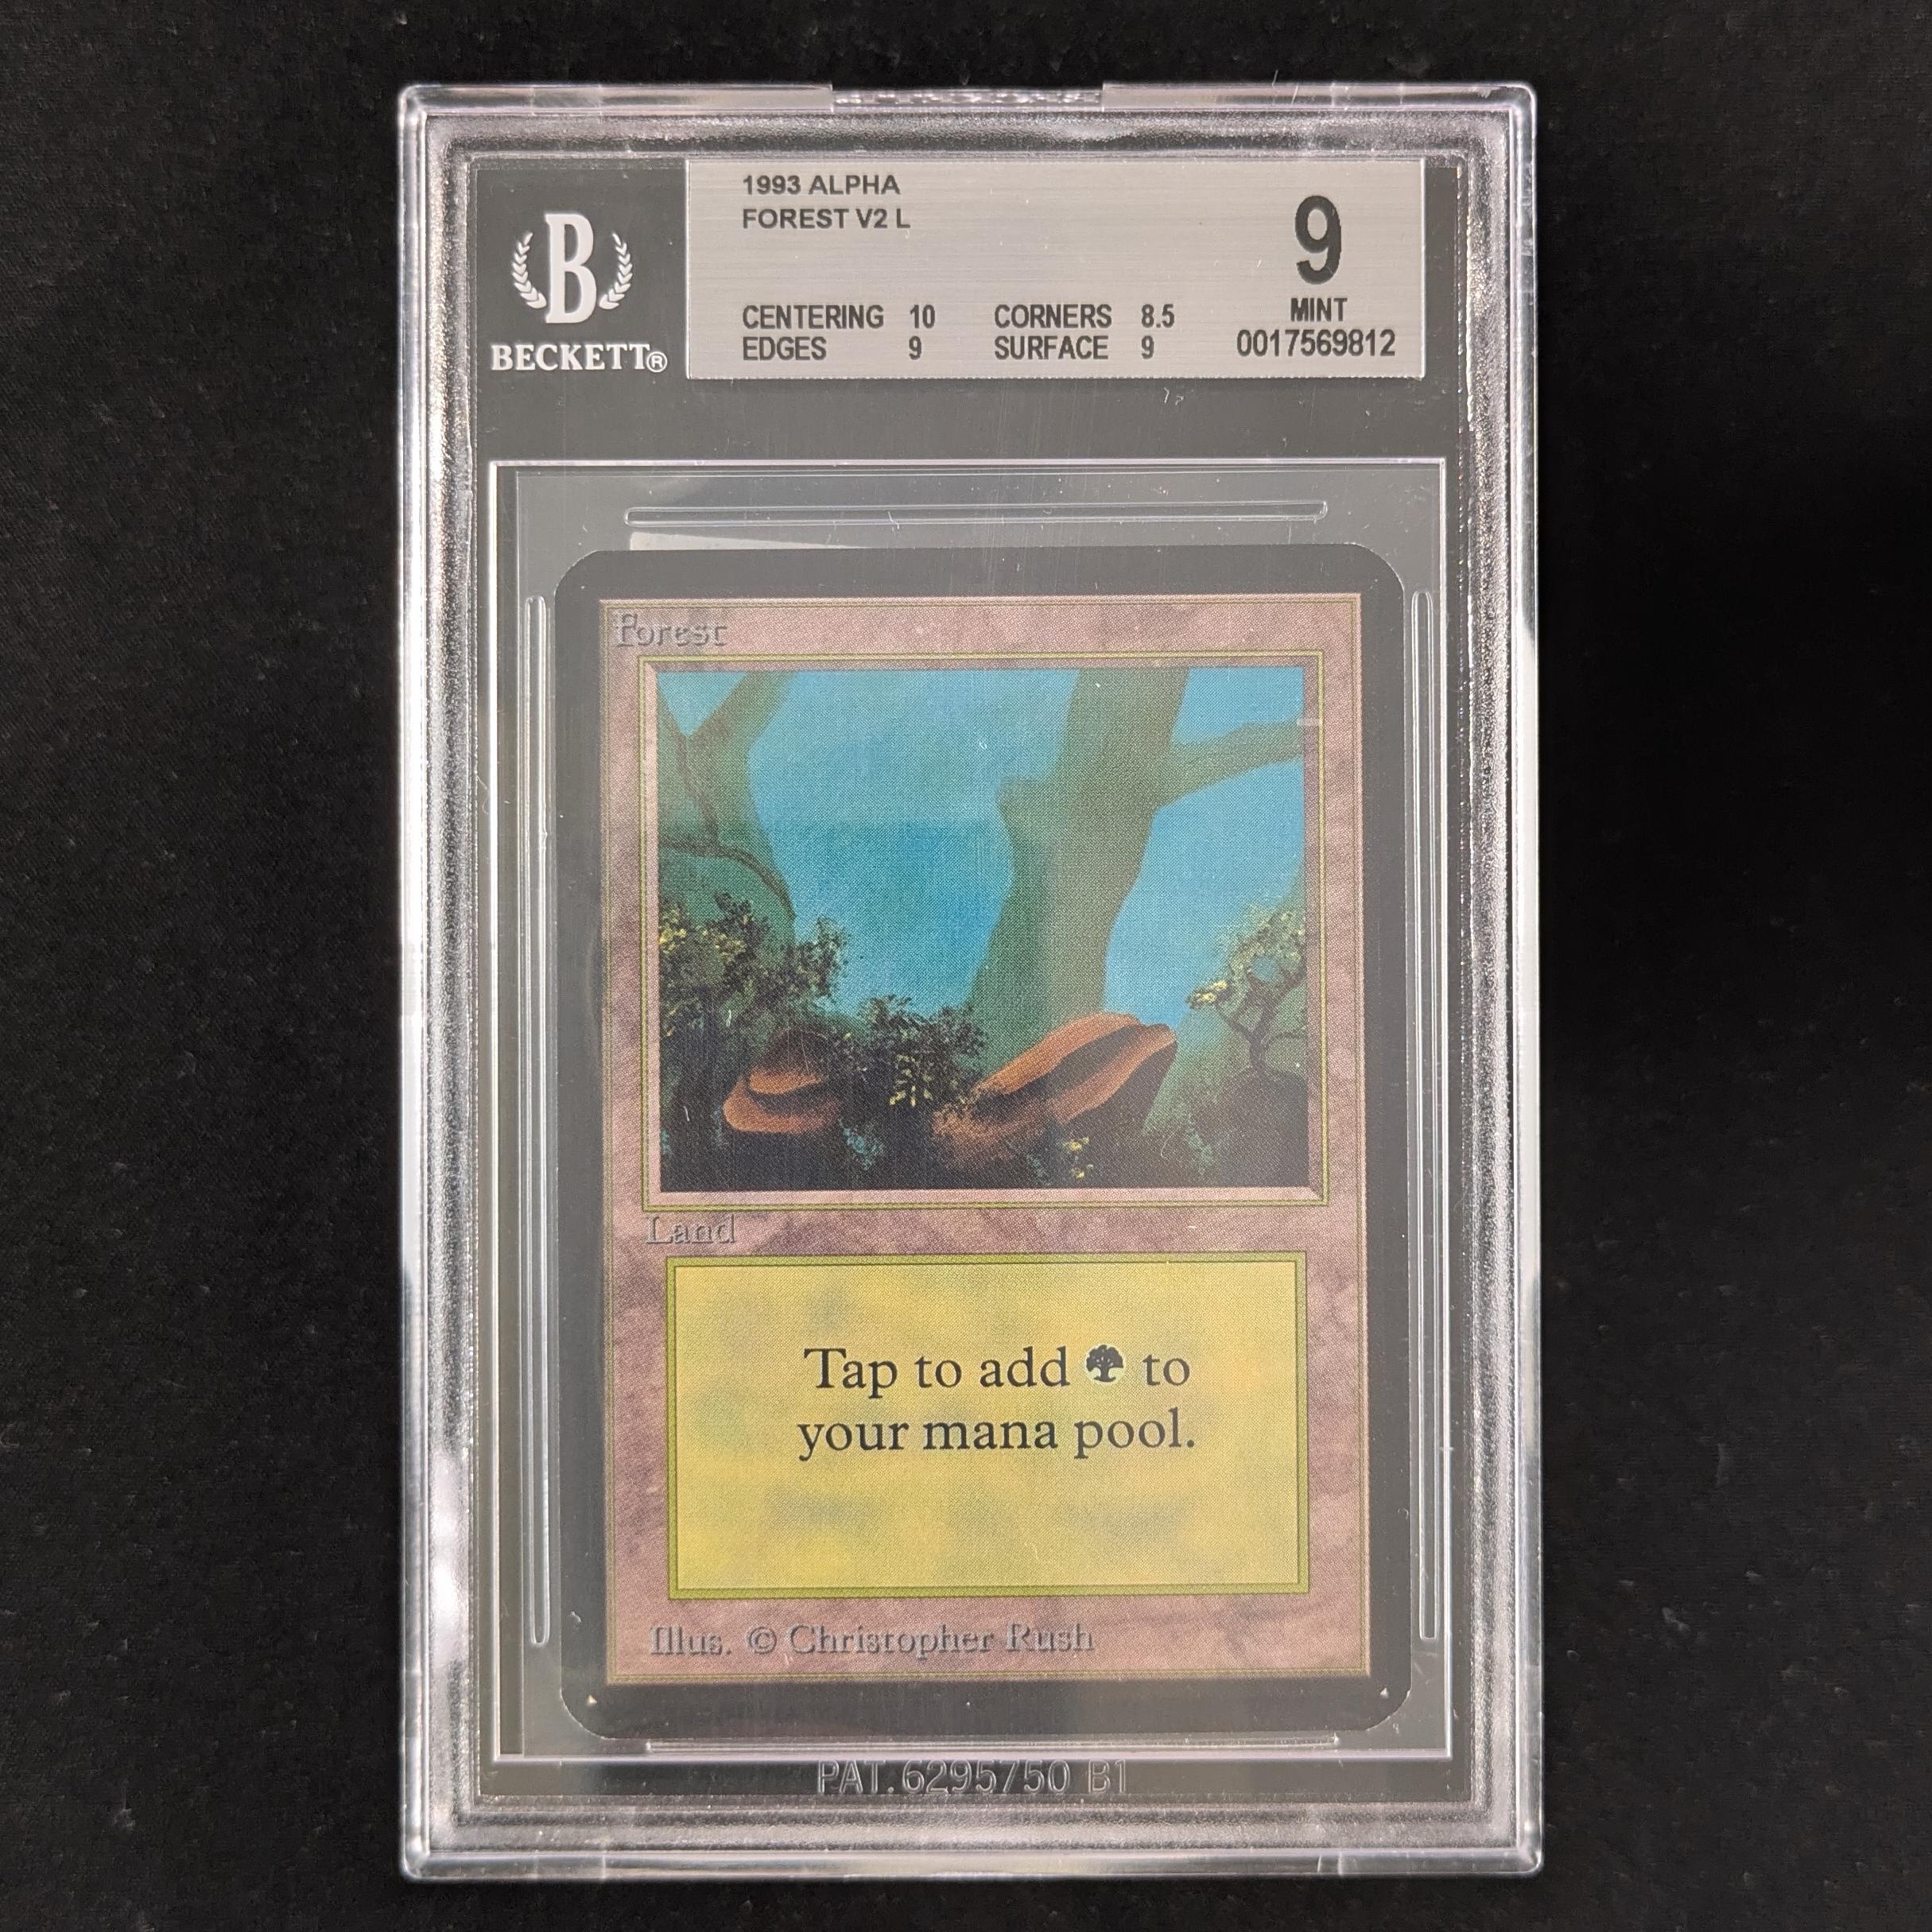 1993 ALPHA
FOREST V2 L
9
CENTERING 10 CORNERS 8.5 MINT
EDGES 9 SURFACE 9 0017569812
B
BECKETT®
Forest
Land
Tap to add to
your mana pool.
Illus. © Christopher Rush
PAT.6295750 B1